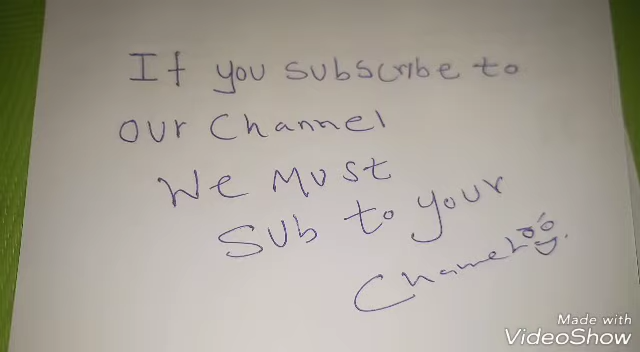 If you subscribe to
our Channel
We Must
Sub to your
Channel
Made with
VideoShow